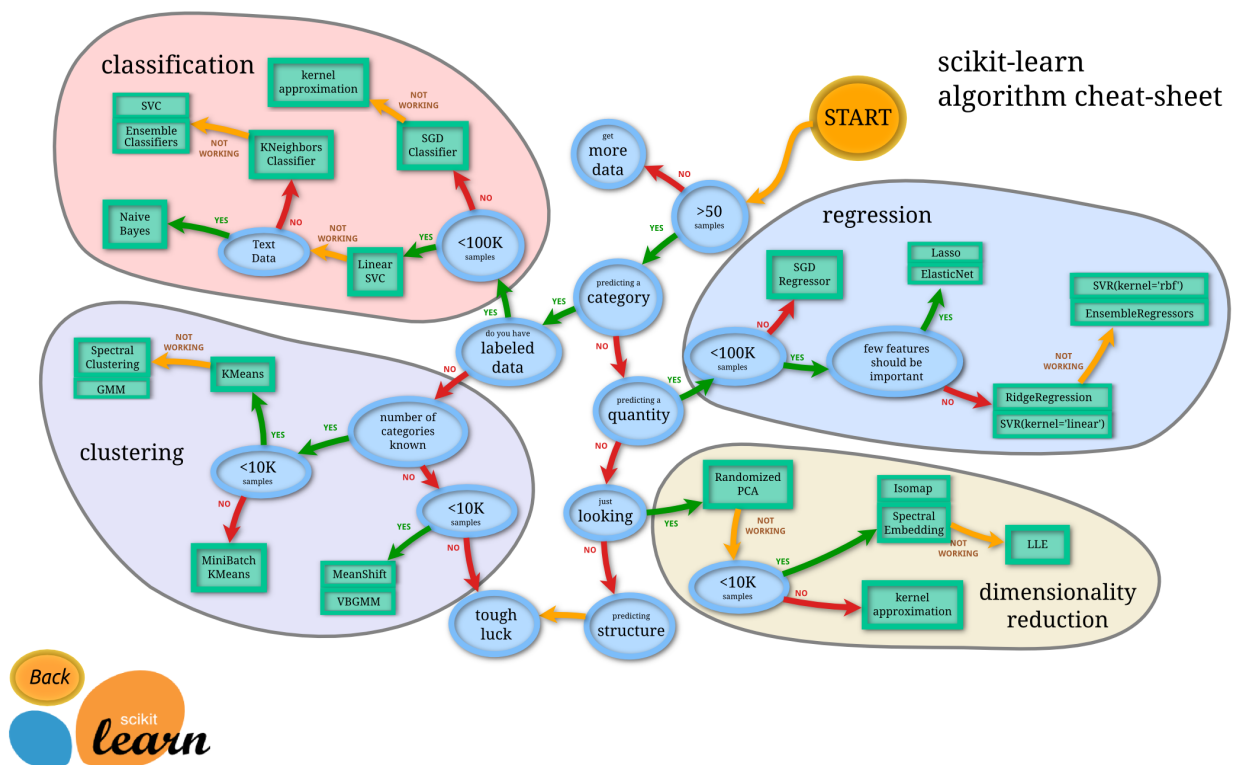 scikit-learn
algorithm cheat-sheet
START
get
more
data
NO
>50
samples
YES
predicting a
category
YES
NO
do you have
labeled
data
YES
NO
predicting a
quantity
YES
NO
just
looking
YES
NO
predicting
structure
tough
luck
classification
kernel
approximation
NOT
WORKING
SVC
Ensemble
Classifiers
NOT
WORKING
KNeighbors
Classifier
SGD
Classifier
NO
Naive
Bayes
YES
Text
Data
NO
NOT
WORKING
Linear
SVC
YES
<100K
samples
regression
SGD
Regressor
NO
<100K
samples
YES
Lasso
ElasticNet
YES
few features
should be
important
NO
SVR(kernel='rbf')
EnsembleRegressors
NOT
WORKING
RidgeRegression
SVR(kernel='linear')
clustering
Spectral
Clustering
GMM
NOT
WORKING
KMeans
YES
<10K
samples
YES
number of
categories
known
NO
NO
MiniBatch
KMeans
<10K
samples
YES
NO
MeanShift
VBGMM
dimensionality
reduction
Randomized
PCA
NOT
WORKING
<10K
samples
YES
NO
Isomap
Spectral
Embedding
NOT
WORKING
LLE
kernel
approximation
Back
scikit
learn